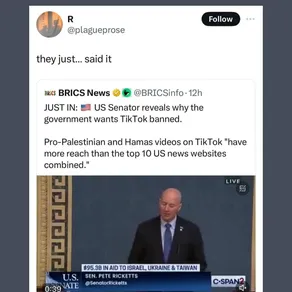 R
@plagueprose
Follow
they just... said it
BRICS News
@BRICSinfo · 12h
JUST IN: 🇺🇸 US Senator reveals why the
government wants TikTok banned.
Pro-Palestinian and Hamas videos on TikTok "have
more reach than the top 10 US news websites
combined."
LIVE
$95.3B IN AID TO ISRAEL, UKRAINE & TAIWAN
U.S.
SENATE
SEN. PETE RICKETTS
@SenatorRicketts
C-SPAN2
0:39